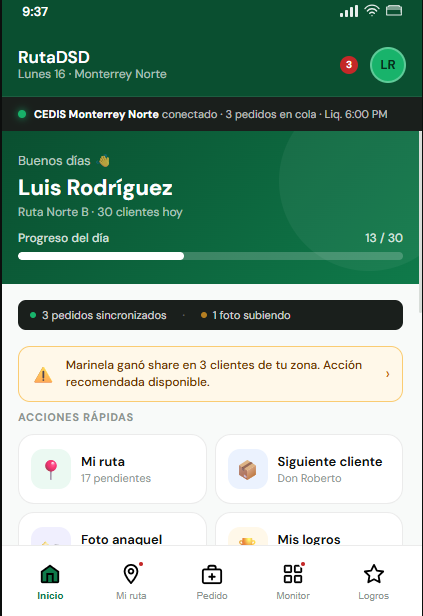 9:37
RutaDSD
Lunes 16 · Monterrey Norte
3
LR
CEDIS Monterrey Norte conectado · 3 pedidos en cola · Liq. 6:00 PM
Buenos días 👋
Luis Rodríguez
Ruta Norte B · 30 clientes hoy
Progreso del día
13 / 30
3 pedidos sincronizados · 1 foto subiendo
Marinela ganó share en 3 clientes de tu zona. Acción
recomendada disponible.
ACCIONES RÁPIDAS
Mi ruta
17 pendientes
Siguiente cliente
Don Roberto
Foto anaquel
Mis logros
Inicio
Mi ruta
Pedido
Monitor
Logros